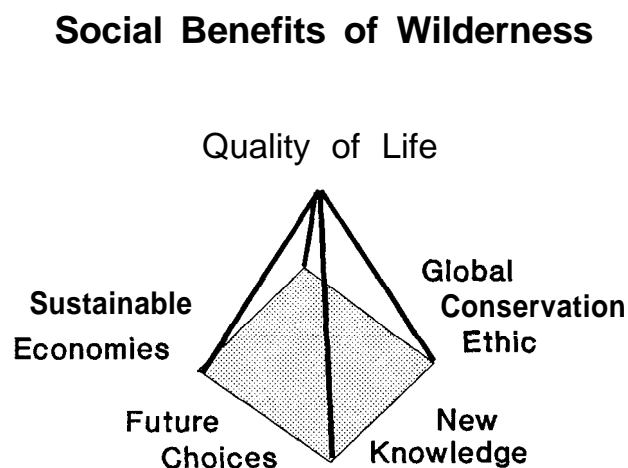 Social Benefits of Wilderness
Quality of Life
Sustainable
Economies
Global
Conservation
Ethic
Future
Choices
New
Knowledge